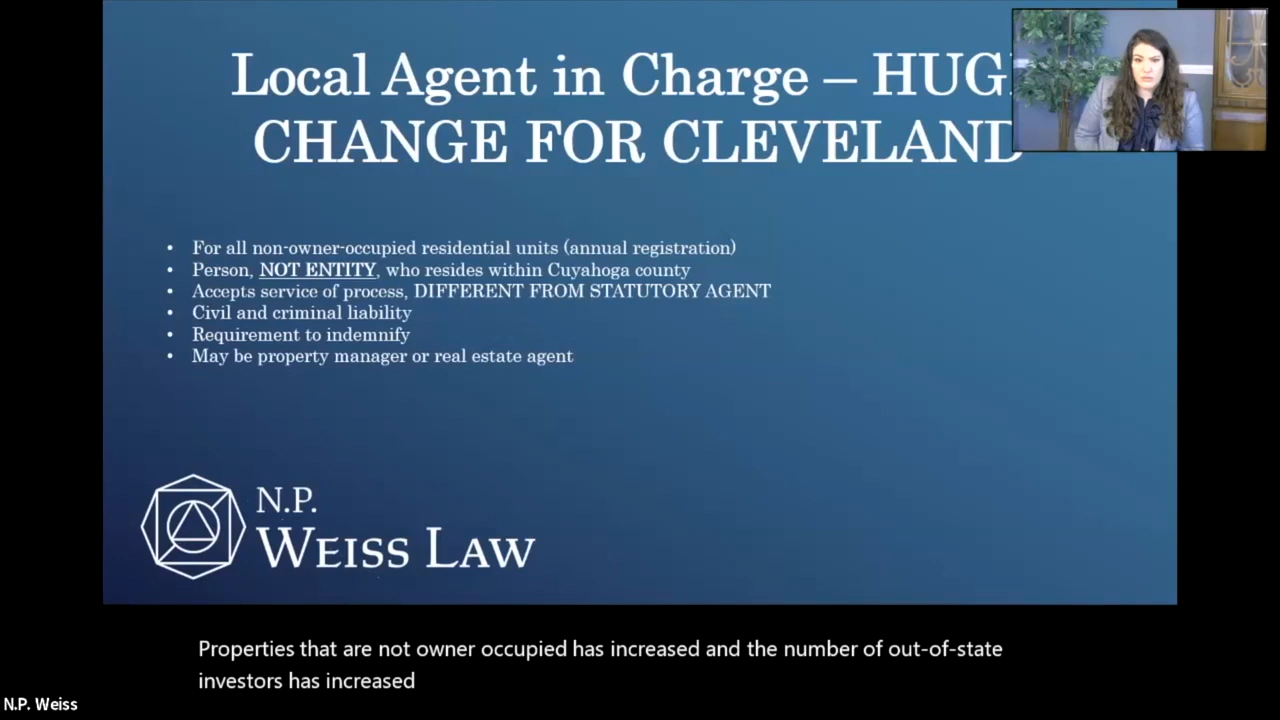 Local Agent in Charge – HUG
CHANGE FOR CLEVELAND
• For all non-owner-occupied residential units (annual registration)
• Person, NOT ENTITY, who resides within Cuyahoga county
• Accepts service of process, DIFFERENT FROM STATUTORY AGENT
• Civil and criminal liability
• Requirement to indemnify
• May be property manager or real estate agent
N.P.
WEISS LAW
Properties that are not owner occupied has increased and the number of out-of-state
investors has increased
N.P. Weiss